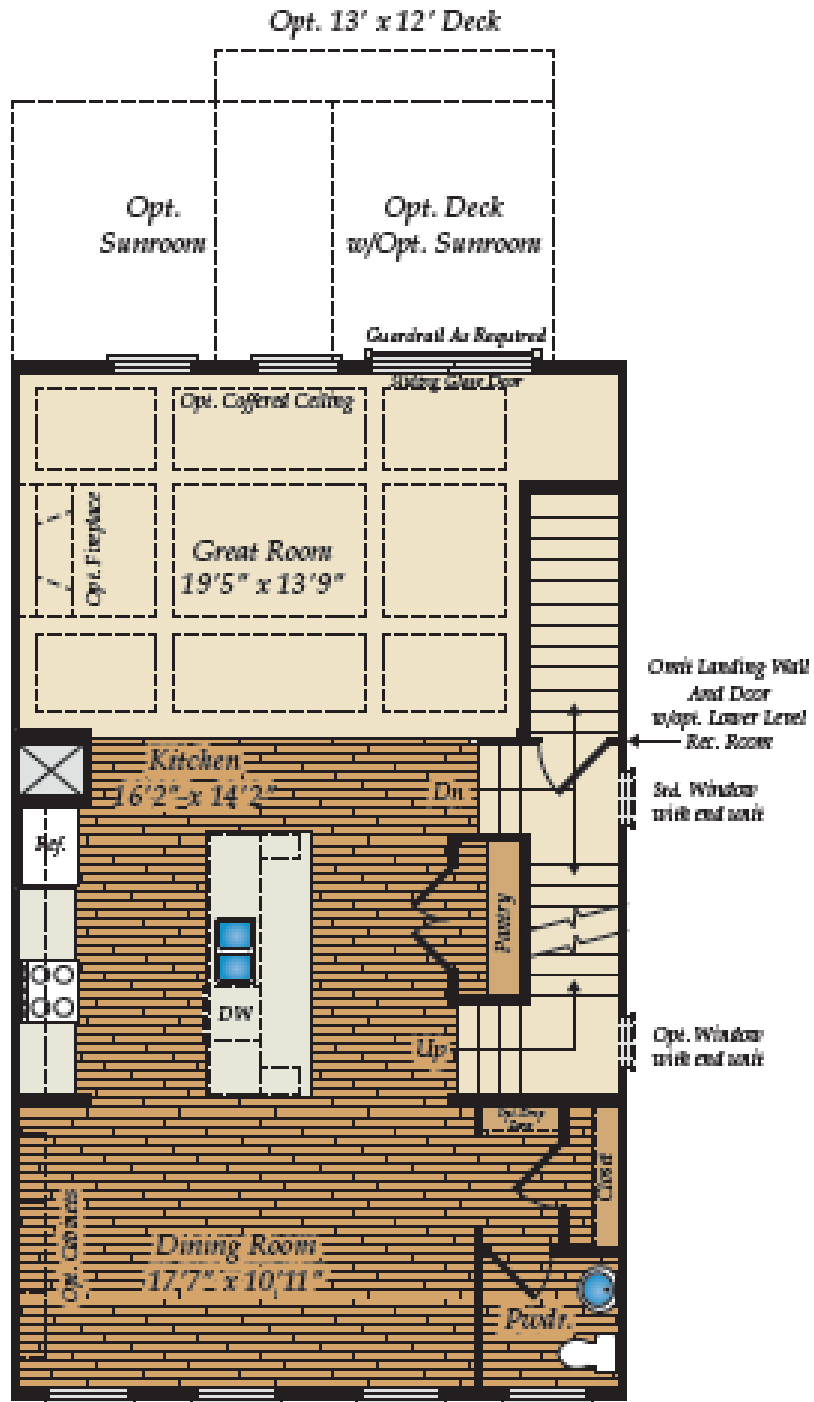 Opt. 13' x 12' Deck
Opt.
Sunroom
Opt. Deck
w/Opt. Sunroom
Guardrail As Required
Sliding Glass Door
Opt. Coffered Ceiling
Opt. Fireplace
Great Room
19'5" x 13'9"
Omit Landing Wall
And Door
w/opt. Lower Level
Rec. Room
Kitchen
16'2" x 14'2"
Dn
Std. Window
with end unit
Ref.
Pantry
DW
Up
Opt. Window
with end unit
Closet
Opt. Cabinets
Dining Room
17'7" x 10'11"
Pwdr.